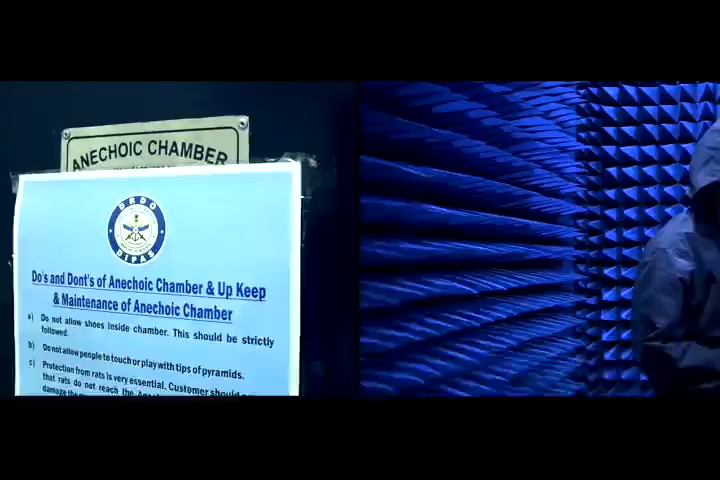 ANECHOIC CHAMBER
DRDO
DIPAS
Do's and Dont's of Anechoic Chamber & Up Keep
& Maintenance of Anechoic Chamber
a) Do not allow shoes inside chamber. This should be strictly
followed.
b) Do not allow people to touch or play with tips of pyramids.
c) Protection from rats is very essential. Customer should
that rats do not reach the
damage the